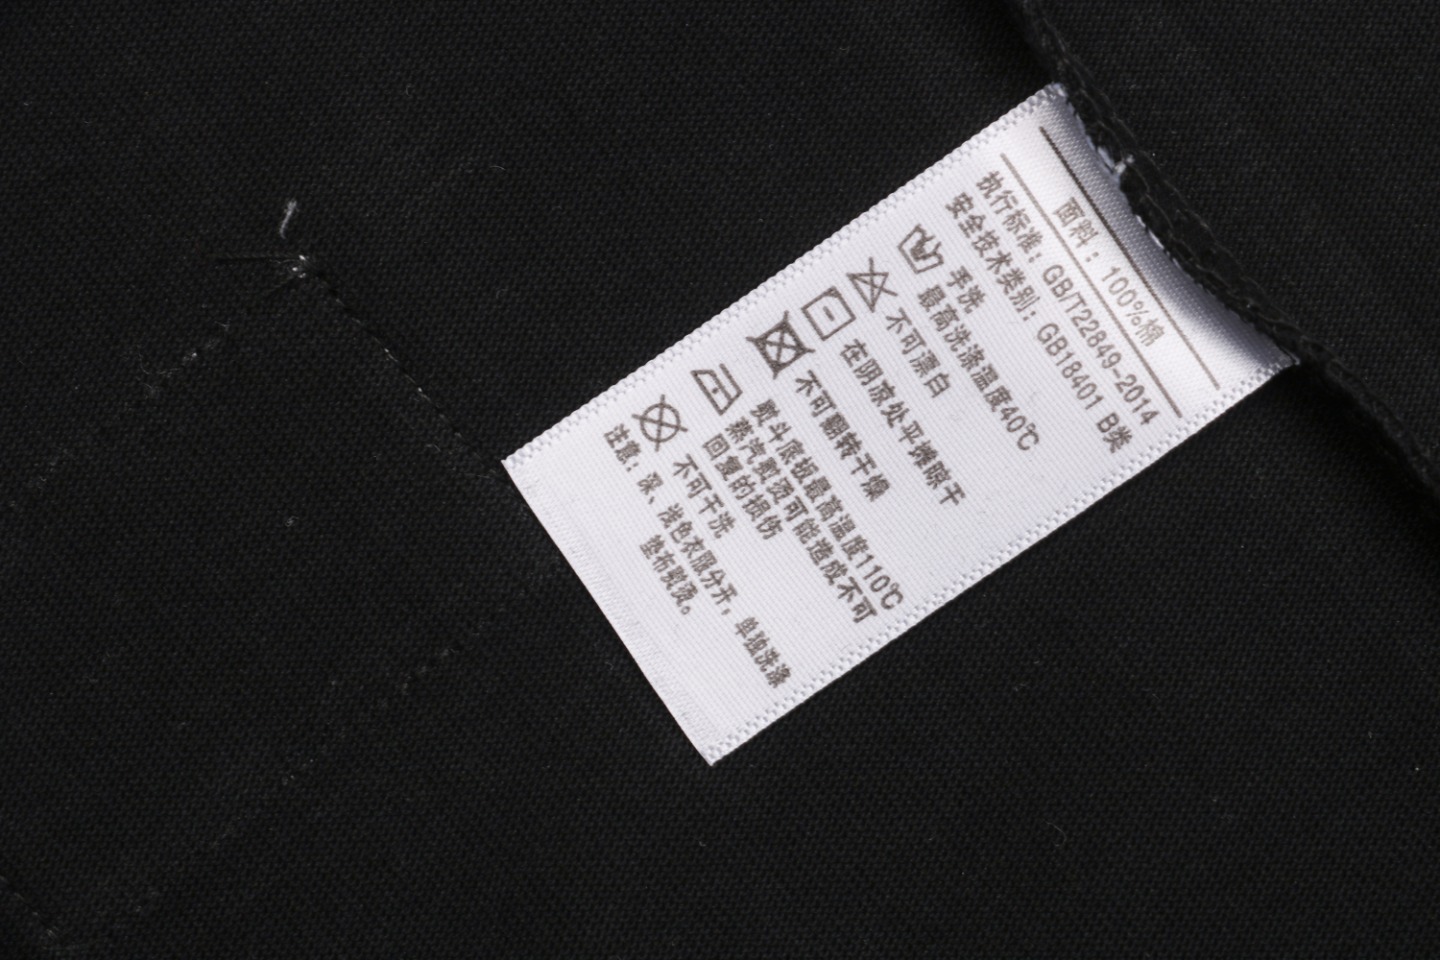 面料：100%棉
执行标准：GB/T22849-2014
安全技术类别：GB18401 B类
手洗
最高洗涤温度40℃
不可漂白
在阴凉处平摊晾干
不可翻转干燥
熨斗底板最高温度110℃
蒸汽熨烫可能造成不可
回复的损伤
不可干洗
注意：深、浅色衣服分开，单独洗涤
垫布熨烫。